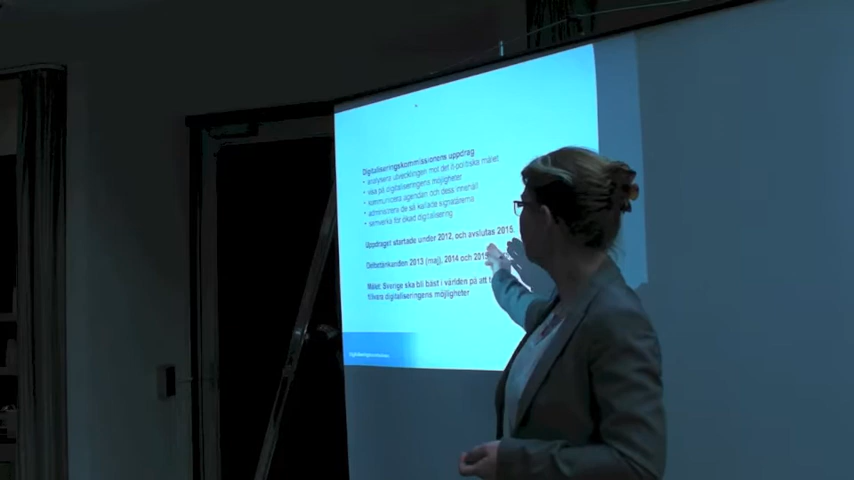 Digitaliseringskommissionens uppdrag
• analysera utvecklingen mot det it-politiska målet
• visa på digitaliseringens möjligheter
• kommunicera agendan och dess innehåll
• administrera de så kallade signatärerna
• samverka för ökad digitalisering
Uppdraget startade under 2012, och avslutas 2015.
Delbetänkanden 2013 (maj), 2014 och 2015
Målet: Sverige ska bli bäst i världen på att
tillvara digitaliseringens möjligheter
Digitaliseringskommissionen